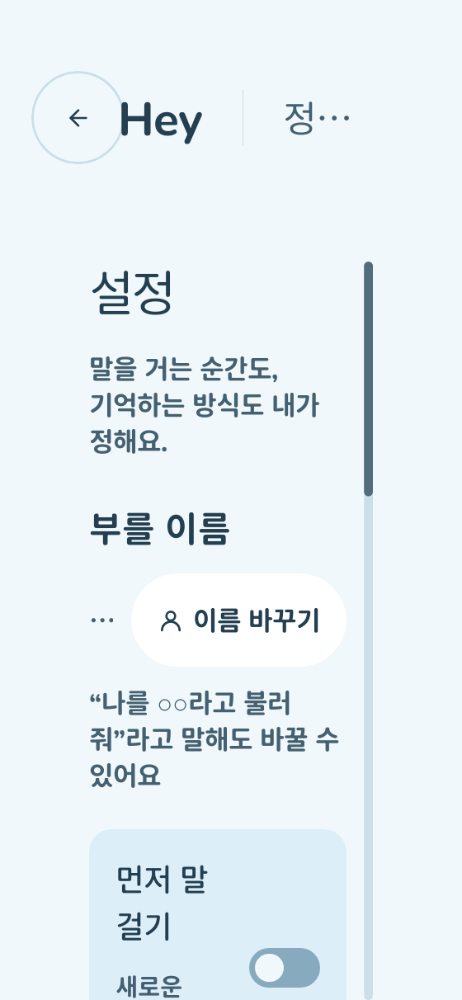 Hey
정…
설정
말을 거는 순간도,
기억하는 방식도 내가
정해요.
부를 이름
… 이름 바꾸기
“나를 ○○라고 불러
줘”라고 말해도 바꿀 수
있어요
먼저 말
걸기
새로운